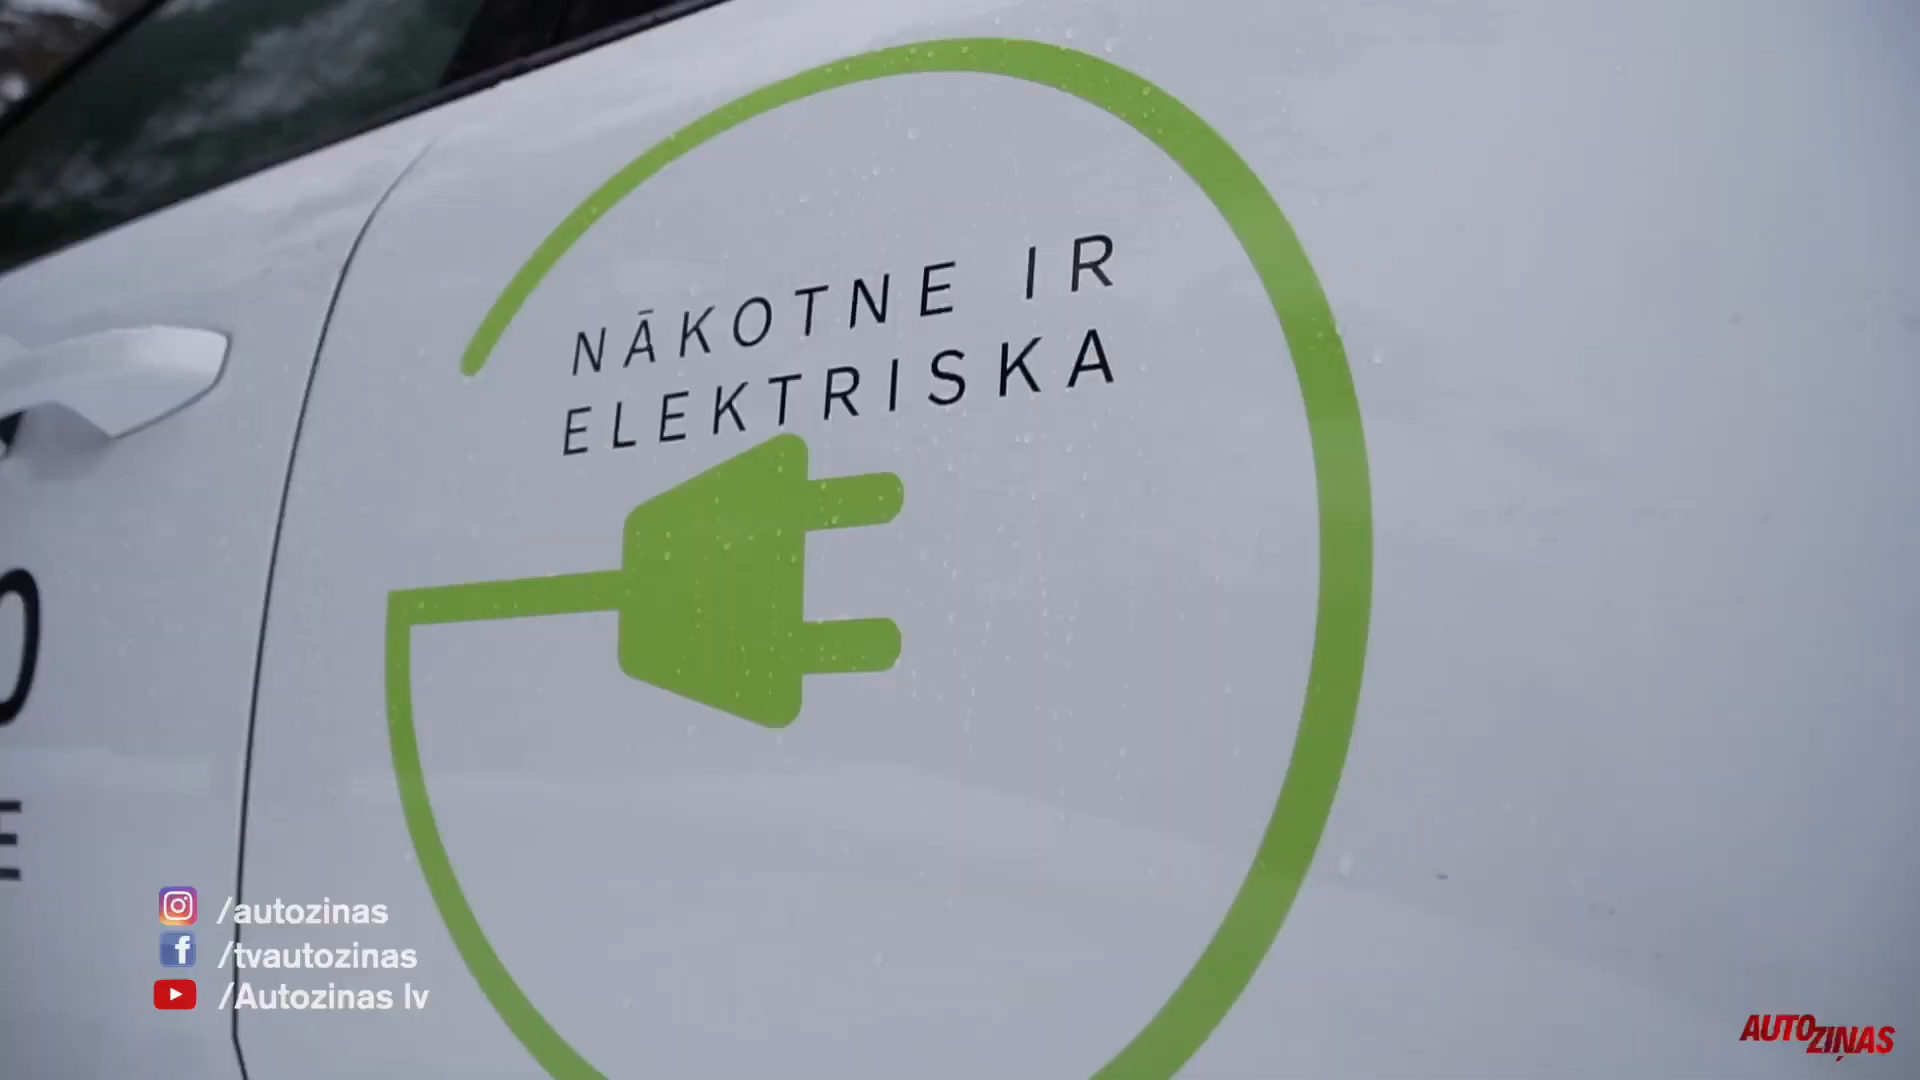 NĀKOTNE IR
ELEKTRISKA
/autozinas
/tvautozinas
/Autozinas lv
AUTOZIŅAS